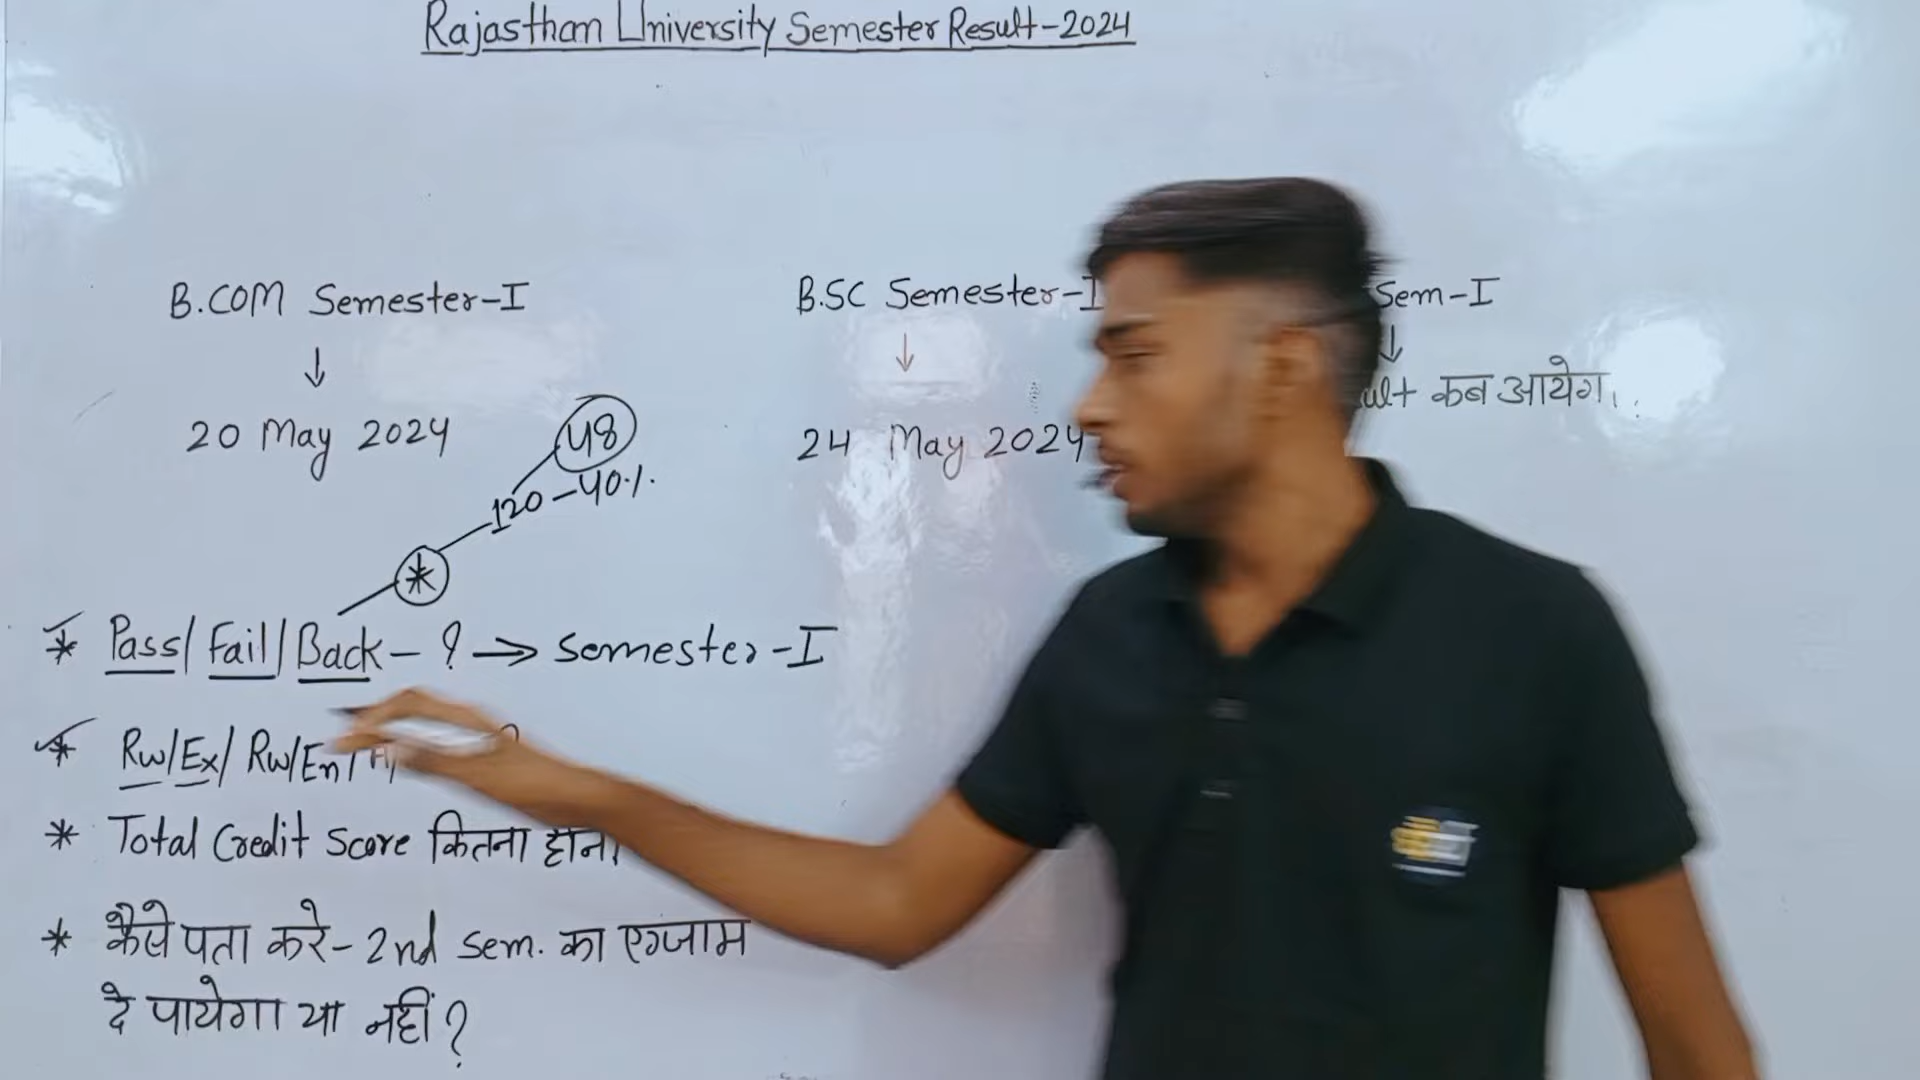 Rajasthan University Semester Result-2024
B.COM Semester-I
↓
20 May 2024
B.SC Semester-I
↓
24 May 2024
Sem-I
↓
कब आयेगा
48
120-40%
*
* Pass/Fail/Back-? → Semester-I
* Rw/Ex/ Rw/En/
* Total Credit Score कितना होना
* कैसे पता करे- 2nd sem. का एग्जाम
दे पायेगा या नहीं?